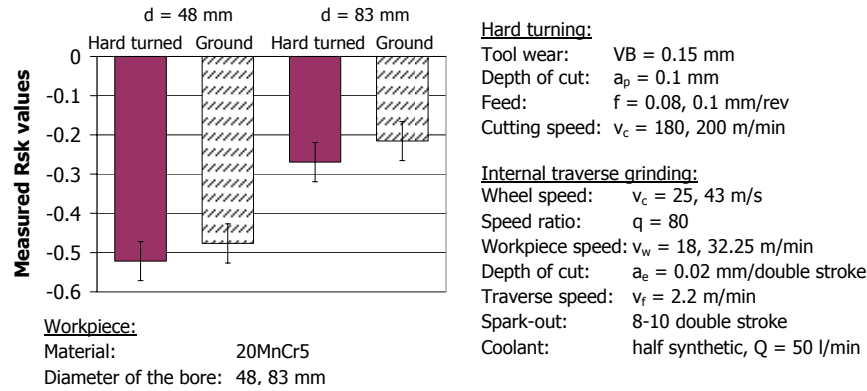 d = 48 mm d = 83 mm
Hard turned Ground Hard turned Ground
Measured Rsk values
0
-0.1
-0.2
-0.3
-0.4
-0.5
-0.6
Workpiece:
Material: 20MnCr5
Diameter of the bore: 48, 83 mm
Hard turning:
Tool wear: VB = 0.15 mm
Depth of cut: aₚ = 0.1 mm
Feed: f = 0.08, 0.1 mm/rev
Cutting speed: v_c = 180, 200 m/min
Internal traverse grinding:
Wheel speed: v_c = 25, 43 m/s
Speed ratio: q = 80
Workpiece speed: v_w = 18, 32.25 m/min
Depth of cut: a_e = 0.02 mm/double stroke
Traverse speed: v_f = 2.2 m/min
Spark-out: 8-10 double stroke
Coolant: half synthetic, Q = 50 l/min